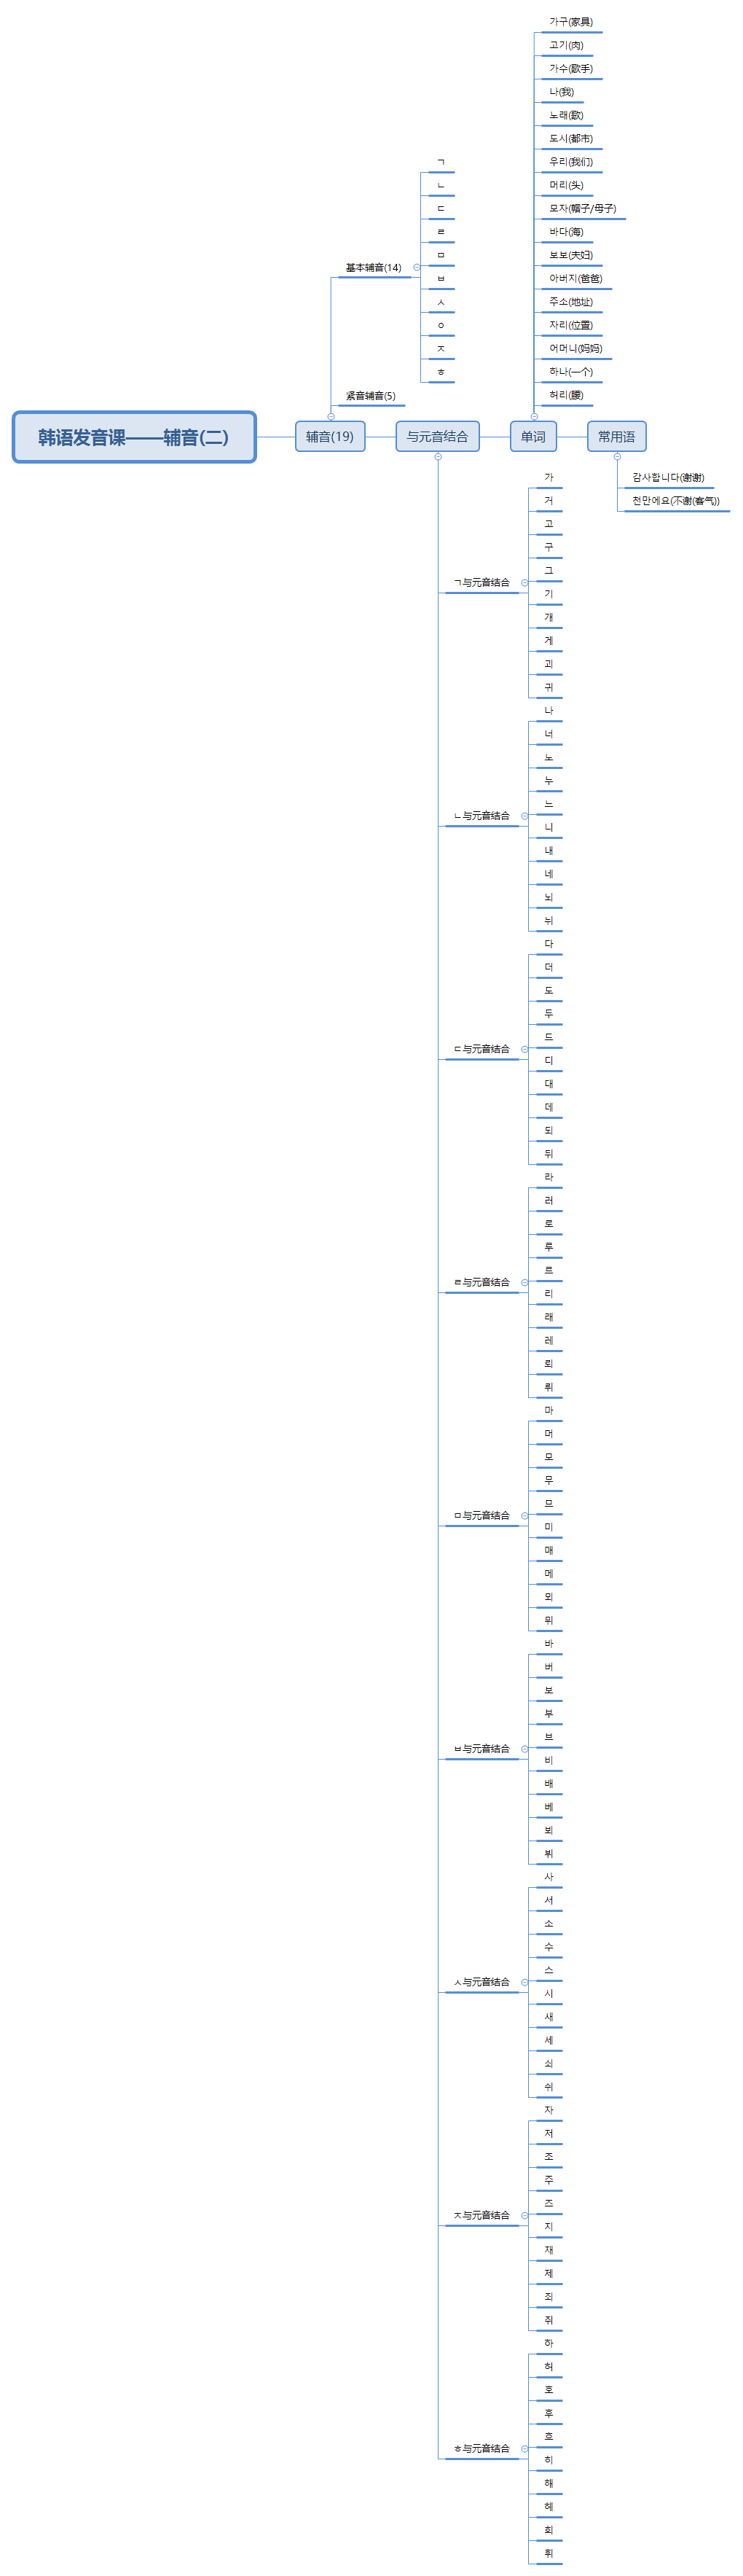 가구(家具)
고기(肉)
가수(歌手)
나(我)
노래(歌)
도시(都市)
우리(我们)
머리(头)
모자(帽子/母子)
바다(海)
보보(夫妇)
아버지(爸爸)
주소(地址)
자리(位置)
어머니(妈妈)
하나(一个)
허리(腰)
ㄱ
ㄴ
ㄷ
ㄹ
ㅁ
ㅂ
ㅅ
ㅇ
ㅈ
ㅎ
基本辅音(14)
紧音辅音(5)
韩语发音课——辅音(二)
辅音(19)
与元音结合
单词
常用语
감사합니다(谢谢)
천만에요(不谢(客气))
ㄱ与元音结合
가
거
고
구
그
기
개
게
괴
귀
ㄴ与元音结合
나
너
노
누
느
니
내
네
뇌
뉘
ㄷ与元音结合
다
더
도
두
드
디
대
데
되
뒤
ㄹ与元音结合
라
러
로
루
르
리
래
레
뢰
뤼
ㅁ与元音结合
마
머
모
무
므
미
매
메
뫼
뮈
ㅂ与元音结合
바
버
보
부
브
비
배
베
뵈
뷔
ㅅ与元音结合
사
서
소
수
스
시
새
세
쇠
쉬
ㅈ与元音结合
자
저
조
주
즈
지
재
제
죄
쥐
ㅎ与元音结合
하
허
호
후
흐
히
해
헤
회
휘